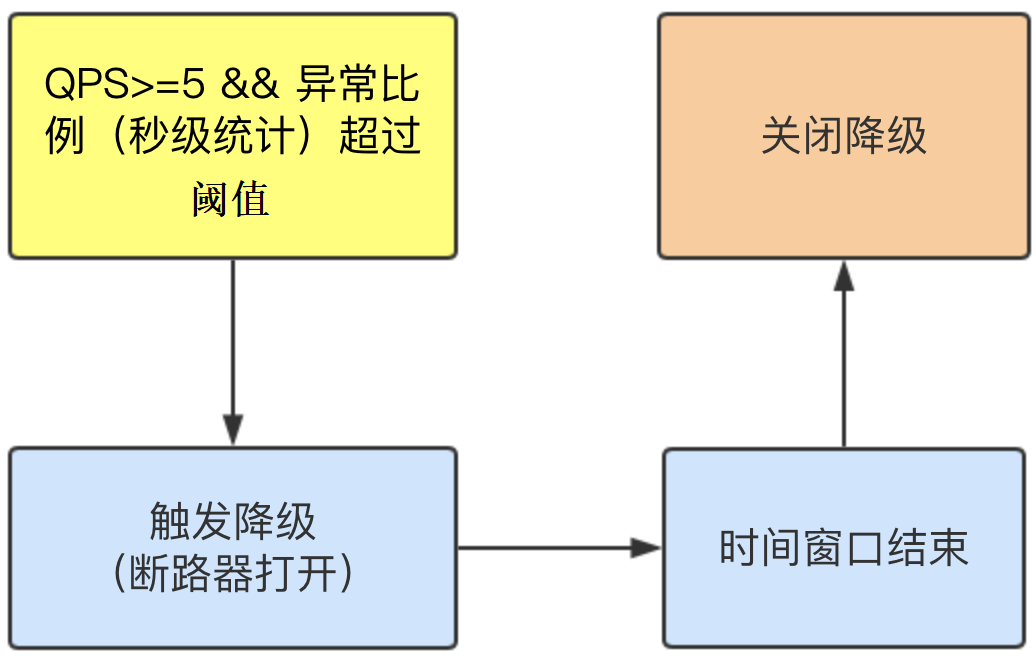 QPS>=5 && 异常比
例（秒级统计）超过
阈值
关闭降级
触发降级
（断路器打开）
时间窗口结束